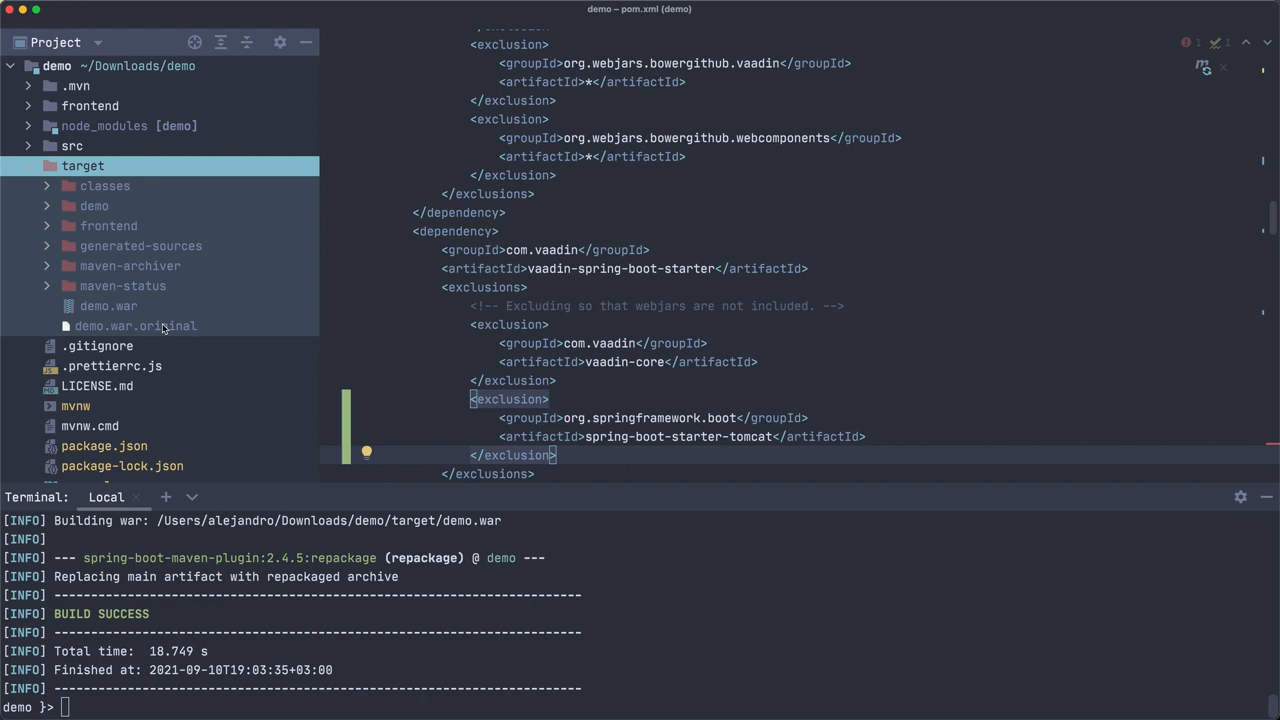 demo – pom.xml (demo)
Project
demo ~/Downloads/demo
.mvn
frontend
node_modules [demo]
src
target
classes
demo
frontend
generated-sources
maven-archiver
maven-status
demo.war
demo.war.original
.gitignore
.prettierrc.js
LICENSE.md
mvnw
mvnw.cmd
package.json
package-lock.json
1 1
<exclusion>
<groupId>org.webjars.bowergithub.vaadin</groupId>
<artifactId>*</artifactId>
</exclusion>
<exclusion>
<groupId>org.webjars.bowergithub.webcomponents</groupId>
<artifactId>*</artifactId>
</exclusion>
</exclusions>
</dependency>
<dependency>
<groupId>com.vaadin</groupId>
<artifactId>vaadin-spring-boot-starter</artifactId>
<exclusions>
<!-- Excluding so that webjars are not included. -->
<exclusion>
<groupId>com.vaadin</groupId>
<artifactId>vaadin-core</artifactId>
</exclusion>
<exclusion>
<groupId>org.springframework.boot</groupId>
<artifactId>spring-boot-starter-tomcat</artifactId>
</exclusion>
</exclusions>
Terminal: Local
[INFO] Building war: /Users/alejandro/Downloads/demo/target/demo.war
[INFO]
[INFO] --- spring-boot-maven-plugin:2.4.5:repackage (repackage) @ demo ---
[INFO] Replacing main artifact with repackaged archive
[INFO] ------------------------------------------------------------------------
[INFO] BUILD SUCCESS
[INFO] ------------------------------------------------------------------------
[INFO] Total time:  18.749 s
[INFO] Finished at: 2021-09-10T19:03:35+03:00
[INFO] ------------------------------------------------------------------------
demo }>